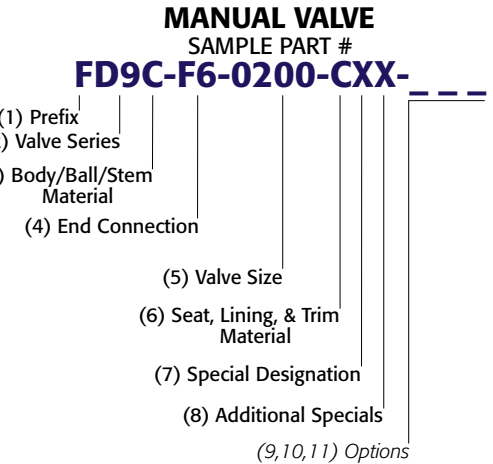 MANUAL VALVE
SAMPLE PART #
FD9C-F6-0200-CXX-_ _ _
(1) Prefix
) Valve Series
) Body/Ball/Stem
Material
(4) End Connection
(5) Valve Size
(6) Seat, Lining, & Trim
Material
(7) Special Designation
(8) Additional Specials
(9,10,11) Options